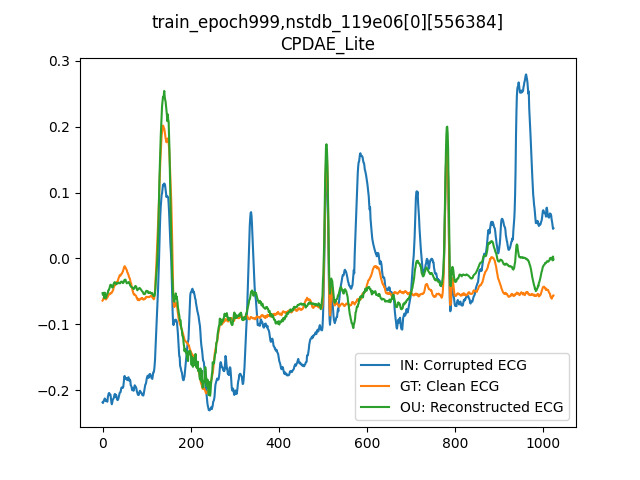 train_epoch999,nstdb_119e06[0][556384]
CPDAE_Lite
0.3
0.2
0.1
0.0
−0.1
−0.2
0
200
400
600
800
1000
IN: Corrupted ECG
GT: Clean ECG
OU: Reconstructed ECG